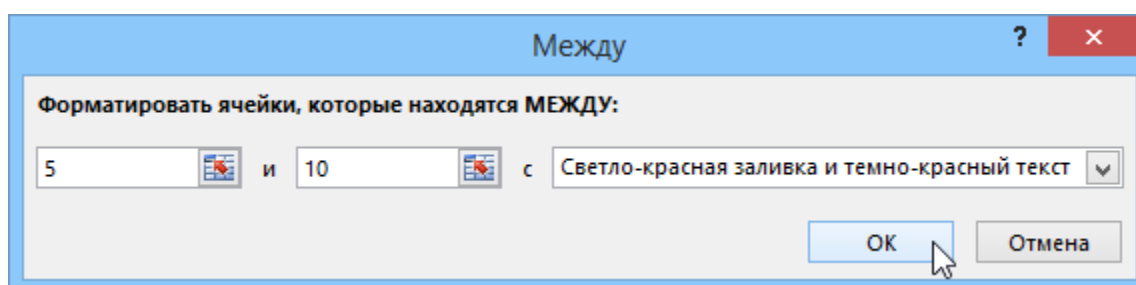 Между ? ×
Форматировать ячейки, которые находятся МЕЖДУ:
5 и 10 с Светло-красная заливка и темно-красный текст
ОК Отмена